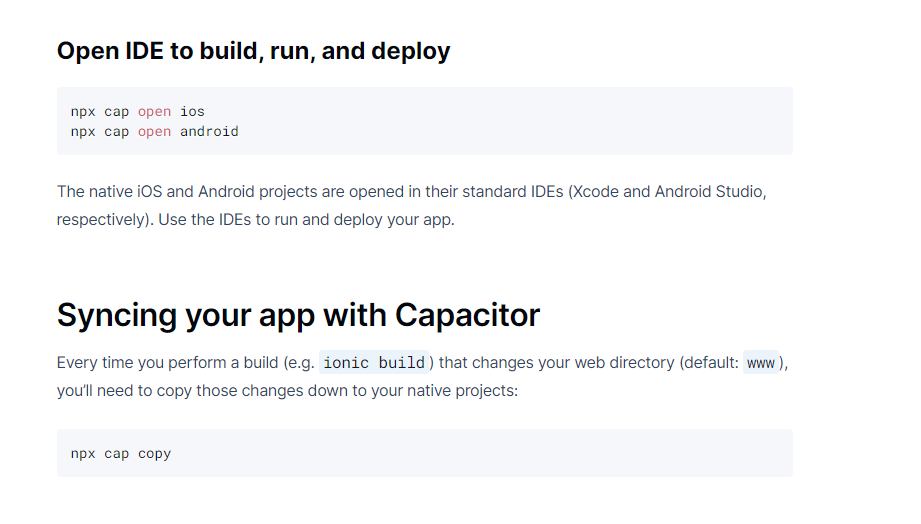 Open IDE to build, run, and deploy
npx cap open ios
npx cap open android
The native iOS and Android projects are opened in their standard IDEs (Xcode and Android Studio,
respectively). Use the IDEs to run and deploy your app.
Syncing your app with Capacitor
Every time you perform a build (e.g. ionic build) that changes your web directory (default: www),
you’ll need to copy those changes down to your native projects:
npx cap copy